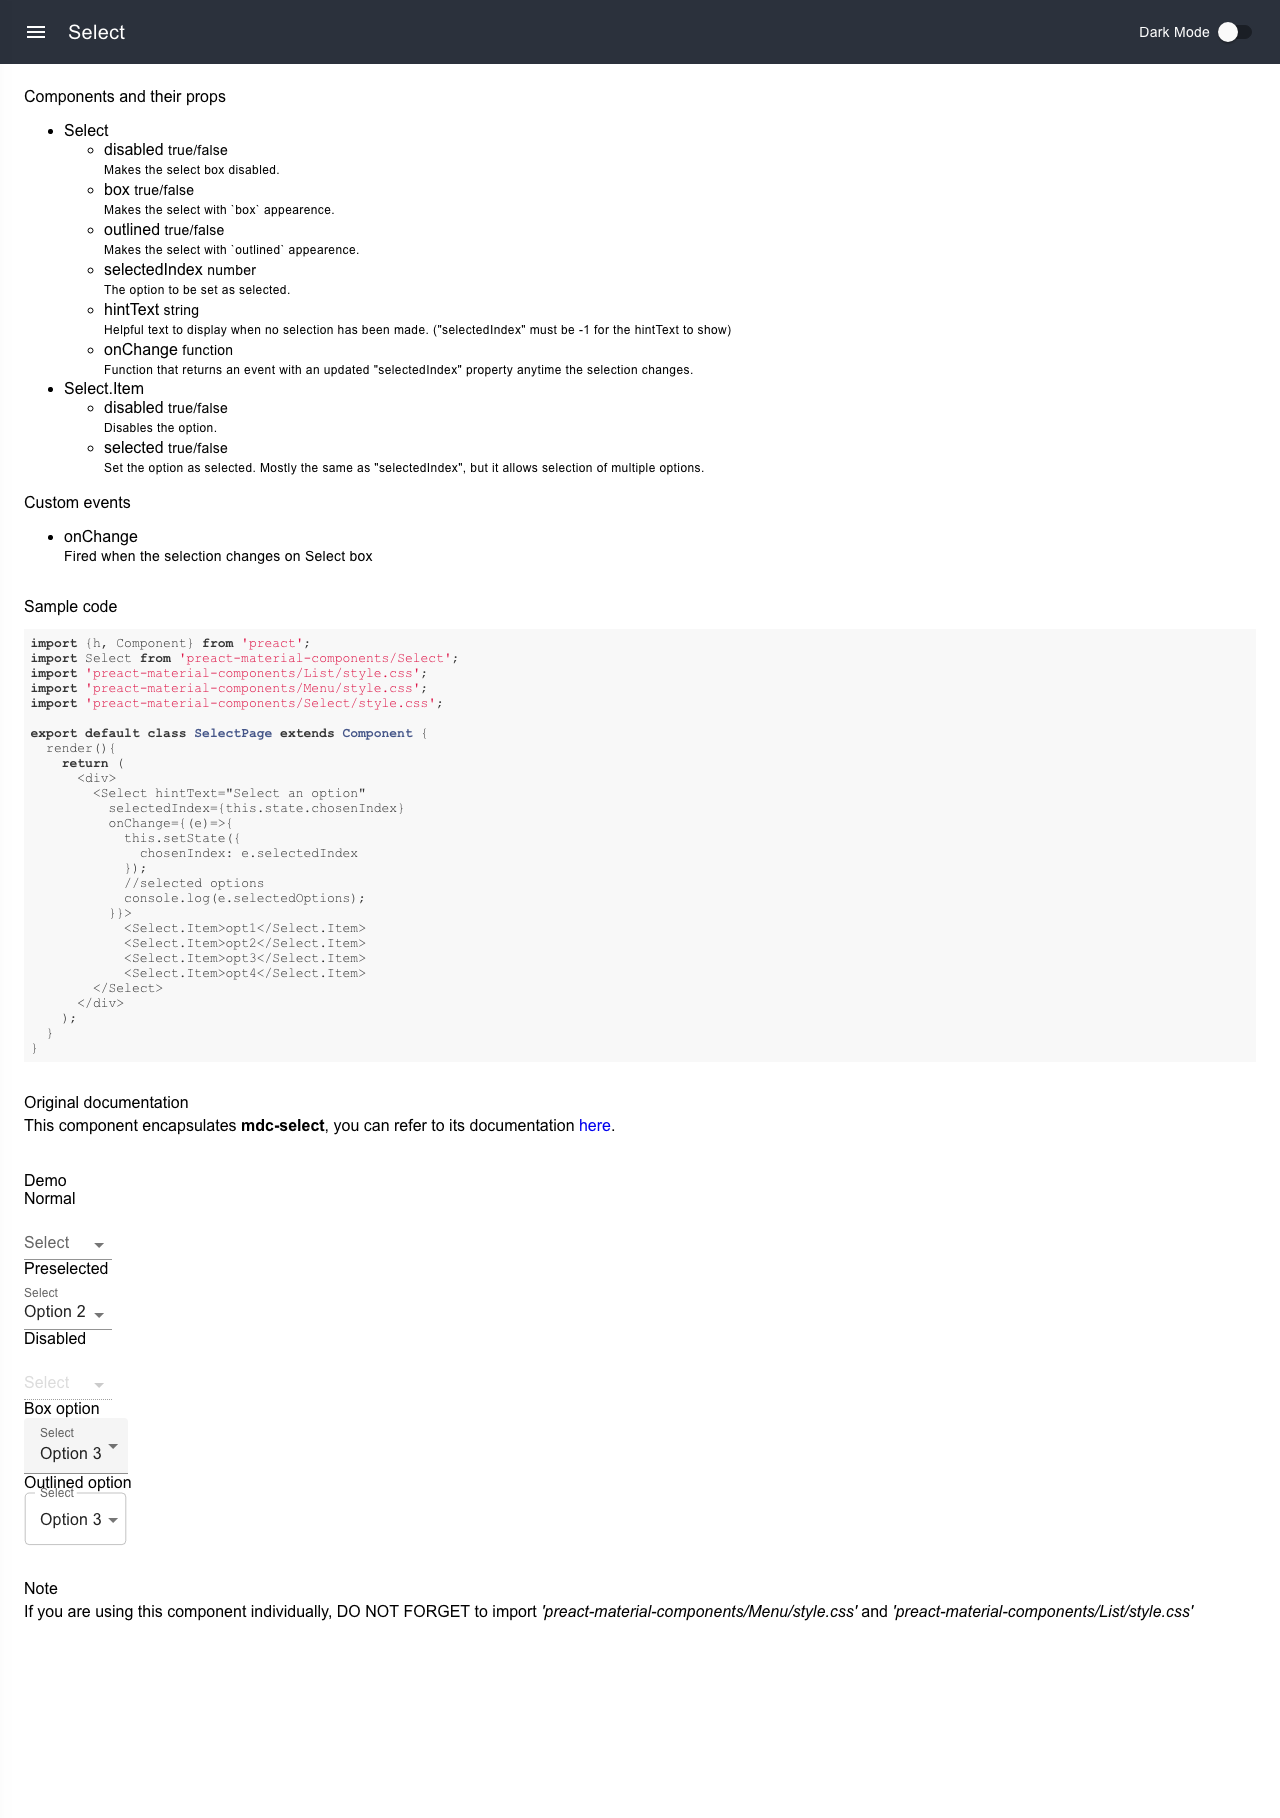 Select
Dark Mode
Components and their props
Select
disabled true/false
Makes the select box disabled.
box true/false
Makes the select with `box` appearence.
outlined true/false
Makes the select with `outlined` appearence.
selectedIndex number
The option to be set as selected.
hintText string
Helpful text to display when no selection has been made. ("selectedIndex" must be -1 for the hintText to show)
onChange function
Function that returns an event with an updated "selectedIndex" property anytime the selection changes.
Select.Item
disabled true/false
Disables the option.
selected true/false
Set the option as selected. Mostly the same as "selectedIndex", but it allows selection of multiple options.
Custom events
onChange
Fired when the selection changes on Select box
Sample code
import {h, Component} from 'preact';
import Select from 'preact-material-components/Select';
import 'preact-material-components/List/style.css';
import 'preact-material-components/Menu/style.css';
import 'preact-material-components/Select/style.css';
export default class SelectPage extends Component {
render(){
return (
<div>
<Select hintText="Select an option"
selectedIndex={this.state.chosenIndex}
onChange={(e)=>{
this.setState({
chosenIndex: e.selectedIndex
});
//selected options
console.log(e.selectedOptions);
}}>
<Select.Item>opt1</Select.Item>
<Select.Item>opt2</Select.Item>
<Select.Item>opt3</Select.Item>
<Select.Item>opt4</Select.Item>
</Select>
</div>
);
}
}
Original documentation
This component encapsulates mdc-select, you can refer to its documentation here.
Demo
Normal
Select
Preselected
Select
Option 2
Disabled
Select
Box option
Select
Option 3
Outlined option
Select
Option 3
Note
If you are using this component individually, DO NOT FORGET to import 'preact-material-components/Menu/style.css' and 'preact-material-components/List/style.css'